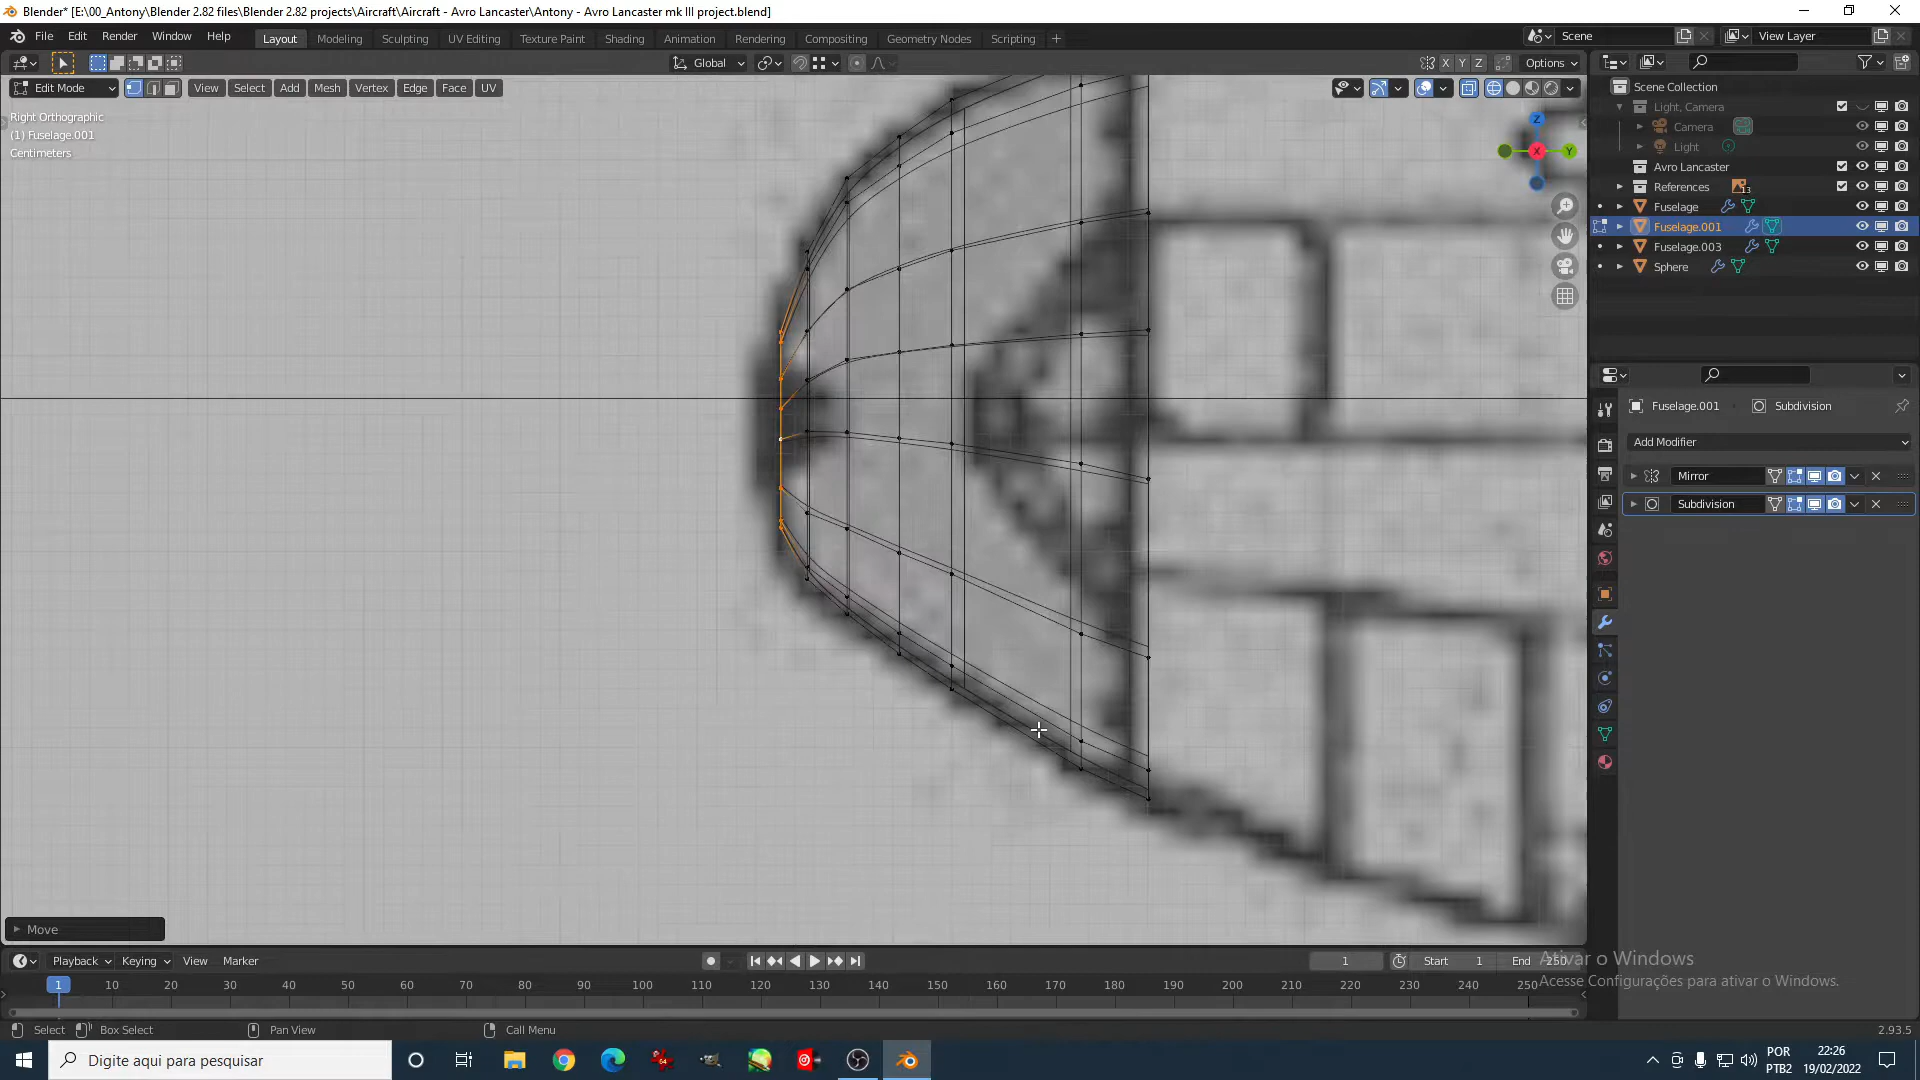 Blender* [E:\00_Antony\Blender 2.82 files\Blender 2.82 projects\Aircraft\Aircraft - Avro Lancaster\Antony - Avro Lancaster mk III project.blend]
File Edit Render Window Help Layout Modeling Sculpting UV Editing Texture Paint Shading Animation Rendering Compositing Geometry Nodes Scripting + Scene View Layer
Global X Y Z Options
Edit Mode View Select Add Mesh Vertex Edge Face UV
Right Orthographic
(1) Fuselage.001
Centimeters
Z
X
Y
Scene Collection
Light, Camera
Camera
Light
Avro Lancaster
References 13
Fuselage
Fuselage.001
Fuselage.003
Sphere
Fuselage.001 Subdivision
Add Modifier
Mirror
Subdivision
Move
Playback Keying View Marker 1 Start 1 End 250
1 10 20 30 40 50 60 70 80 90 100 110 120 130 140 150 160 170 180 190 200 210 220 230 240 250
Ativar o Windows
Acesse Configurações para ativar o Windows.
Select Box Select Pan View Call Menu 2.93.5
Digite aqui para pesquisar
POR
PTB2
22:26
19/02/2022